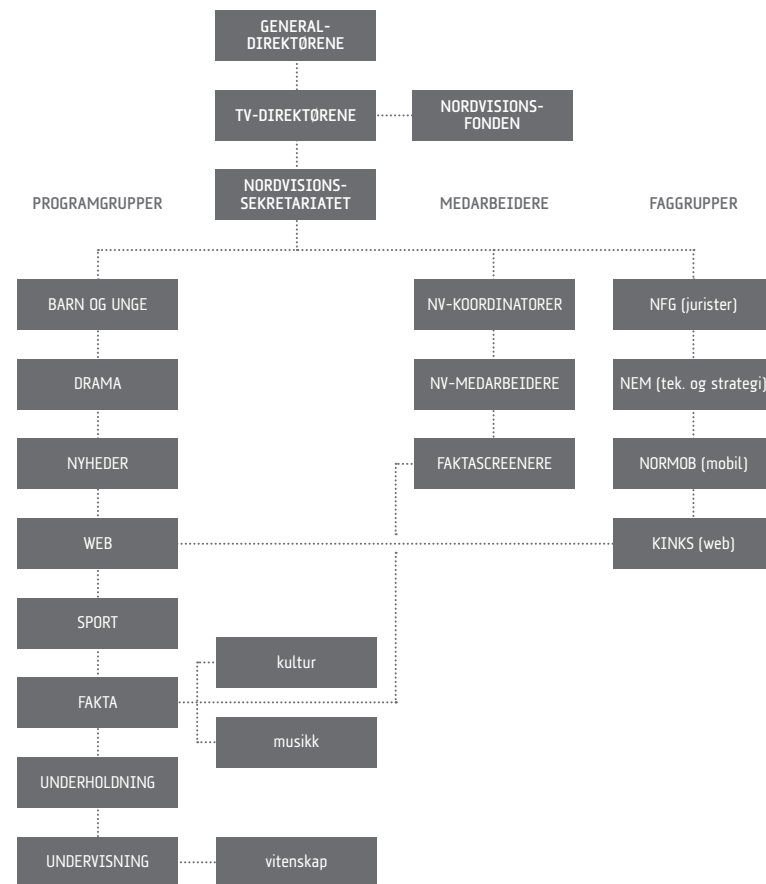 GENERAL-
DIREKTØRENE
TV-DIREKTØRENE
NORDVISIONS-
FONDEN
NORDVISIONS-
SEKRETARIATET
PROGRAMGRUPPER
MEDARBEIDERE
FAGGRUPPER
BARN OG UNGE
NV-KOORDINATORER
NFG (jurister)
DRAMA
NV-MEDARBEIDERE
NEM (tek. og strategi)
NYHEDER
FAKTASCREENERE
NORMOB (mobil)
WEB
KINKS (web)
SPORT
kultur
FAKTA
musikk
UNDERHOLDNING
UNDERVISNING
vitenskap